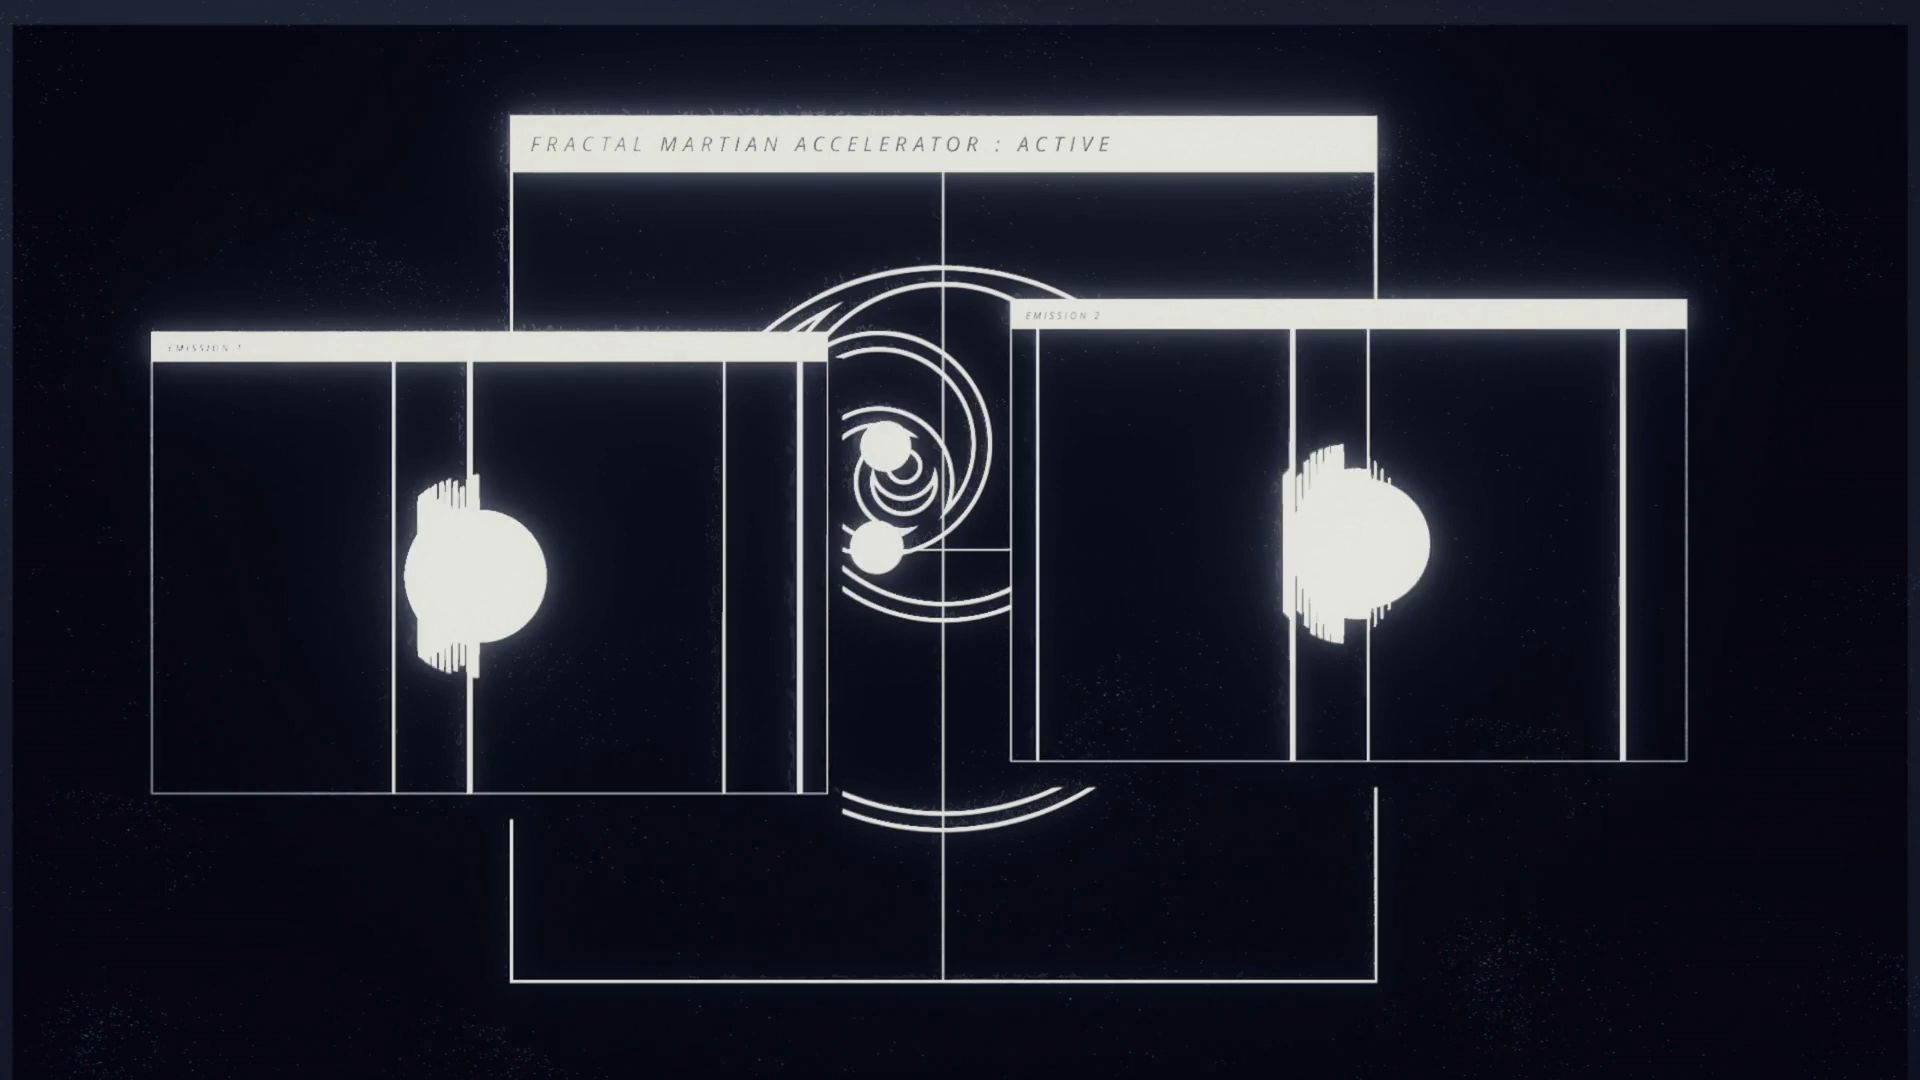 FRACTAL MARTIAN ACCELERATOR : ACTIVE
EMISSION 2
EMISSION 1